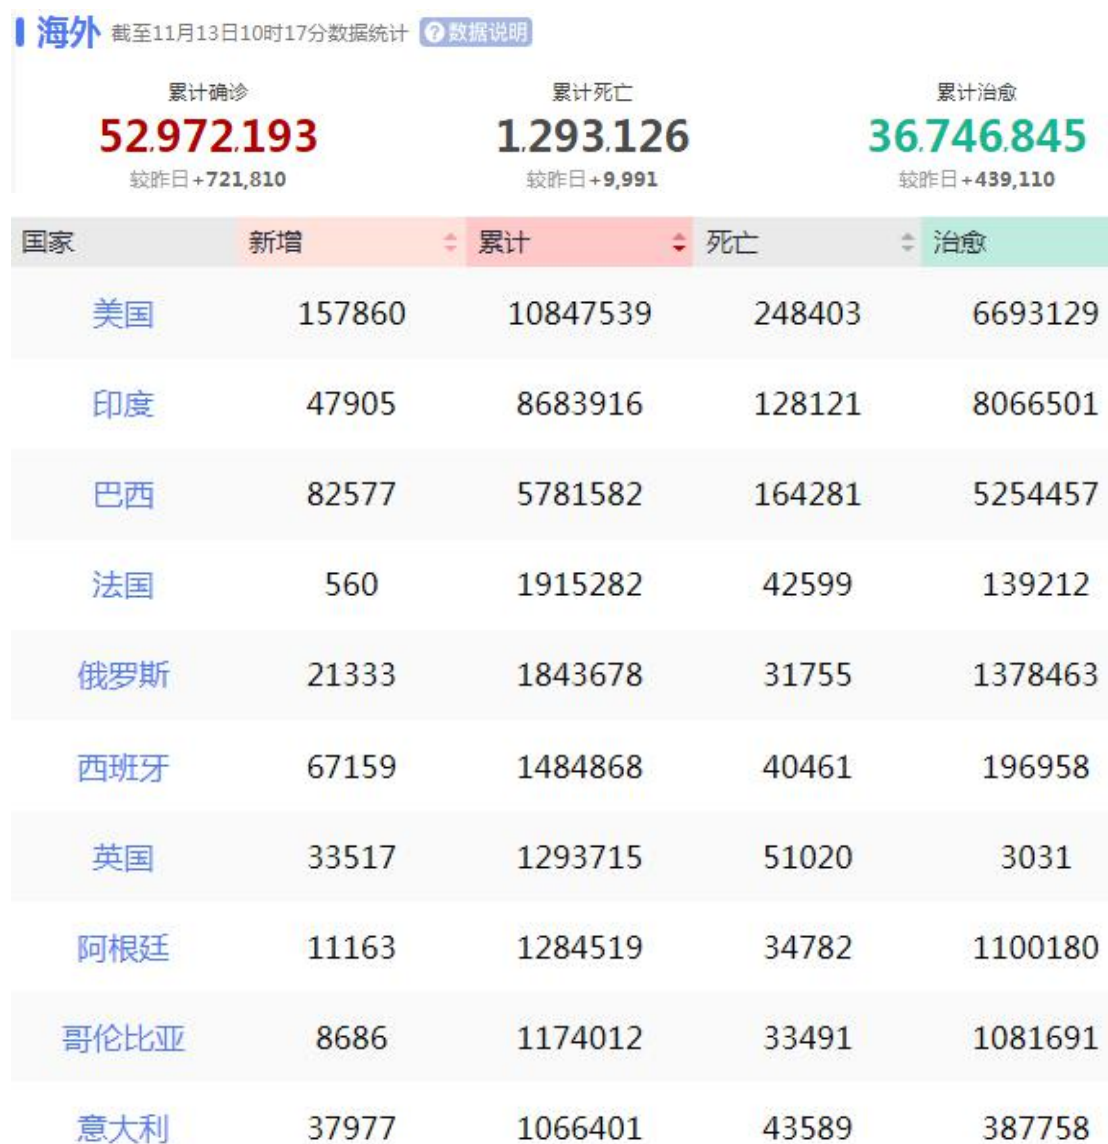 海外 截至11月13日10时17分数据统计 ?数据说明
累计确诊 累计死亡 累计治愈
52,972,193 1,293,126 36,746,845
较昨日+721,810 较昨日+9,991 较昨日+439,110
国家 新增 累计 死亡 治愈
美国 157860 10847539 248403 6693129
印度 47905 8683916 128121 8066501
巴西 82577 5781582 164281 5254457
法国 560 1915282 42599 139212
俄罗斯 21333 1843678 31755 1378463
西班牙 67159 1484868 40461 196958
英国 33517 1293715 51020 3031
阿根廷 11163 1284519 34782 1100180
哥伦比亚 8686 1174012 33491 1081691
意大利 37977 1066401 43589 387758